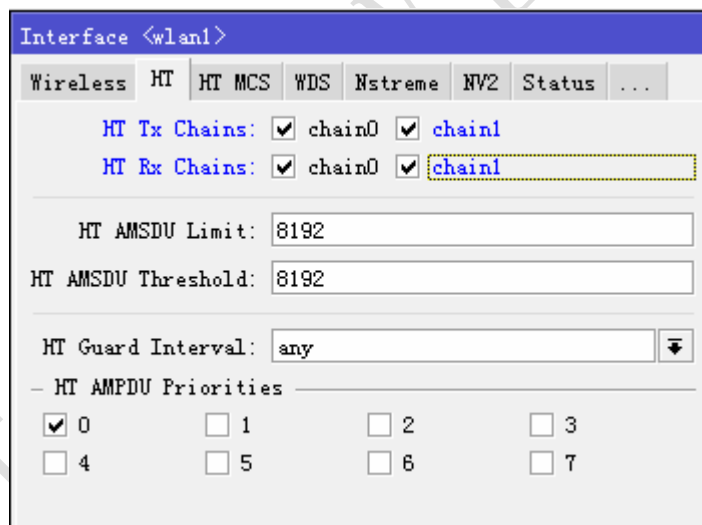 Interface <wlan1>
Wireless HT HT MCS WDS Nstreme NV2 Status ...
HT Tx Chains: chain0 chain1
HT Rx Chains: chain0 chain1
HT AMSDU Limit: 8192
HT AMSDU Threshold: 8192
HT Guard Interval: any
HT AMPDU Priorities
0 1 2 3
4 5 6 7